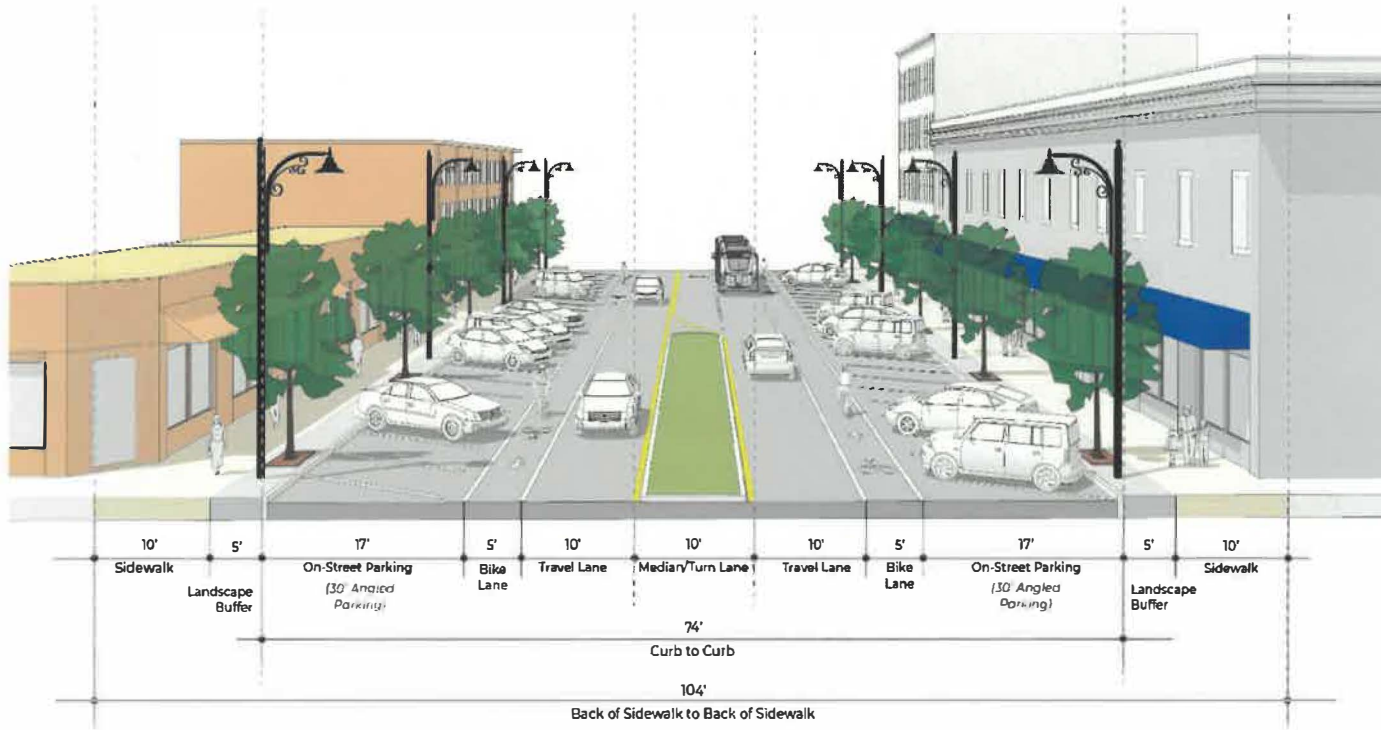 10' 5' 17' 5' 10' 10' 10' 5' 17' 5' 10'
Sidewalk On-Street Parking Bike Travel Lane Median/Turn Lane Travel Lane Bike On-Street Parking Sidewalk
Landscape (30° Angled Lane Lane (30° Angled Landscape
Buffer Parking) Parking) Buffer
74'
Curb to Curb
104'
Back of Sidewalk to Back of Sidewalk